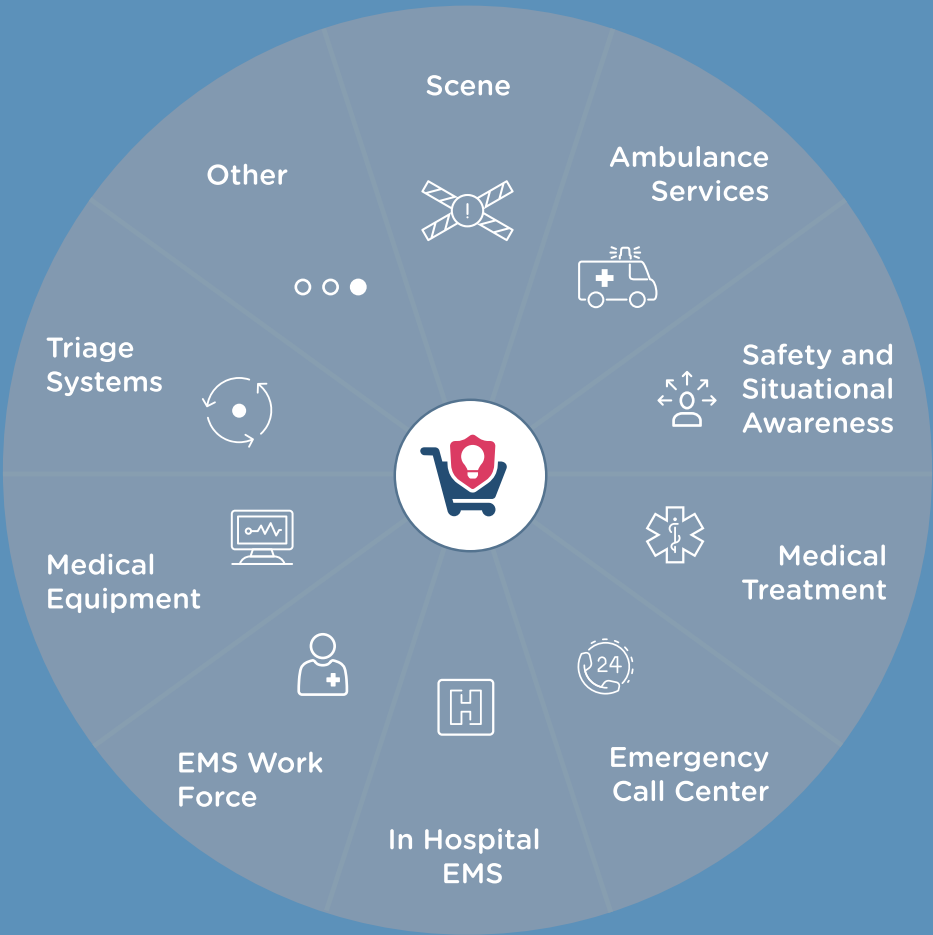 Scene
Ambulance
Services
Safety and
Situational
Awareness
Medical
Treatment
24
Emergency
Call Center
H
In Hospital
EMS
EMS Work
Force
Medical
Equipment
Triage
Systems
Other
!